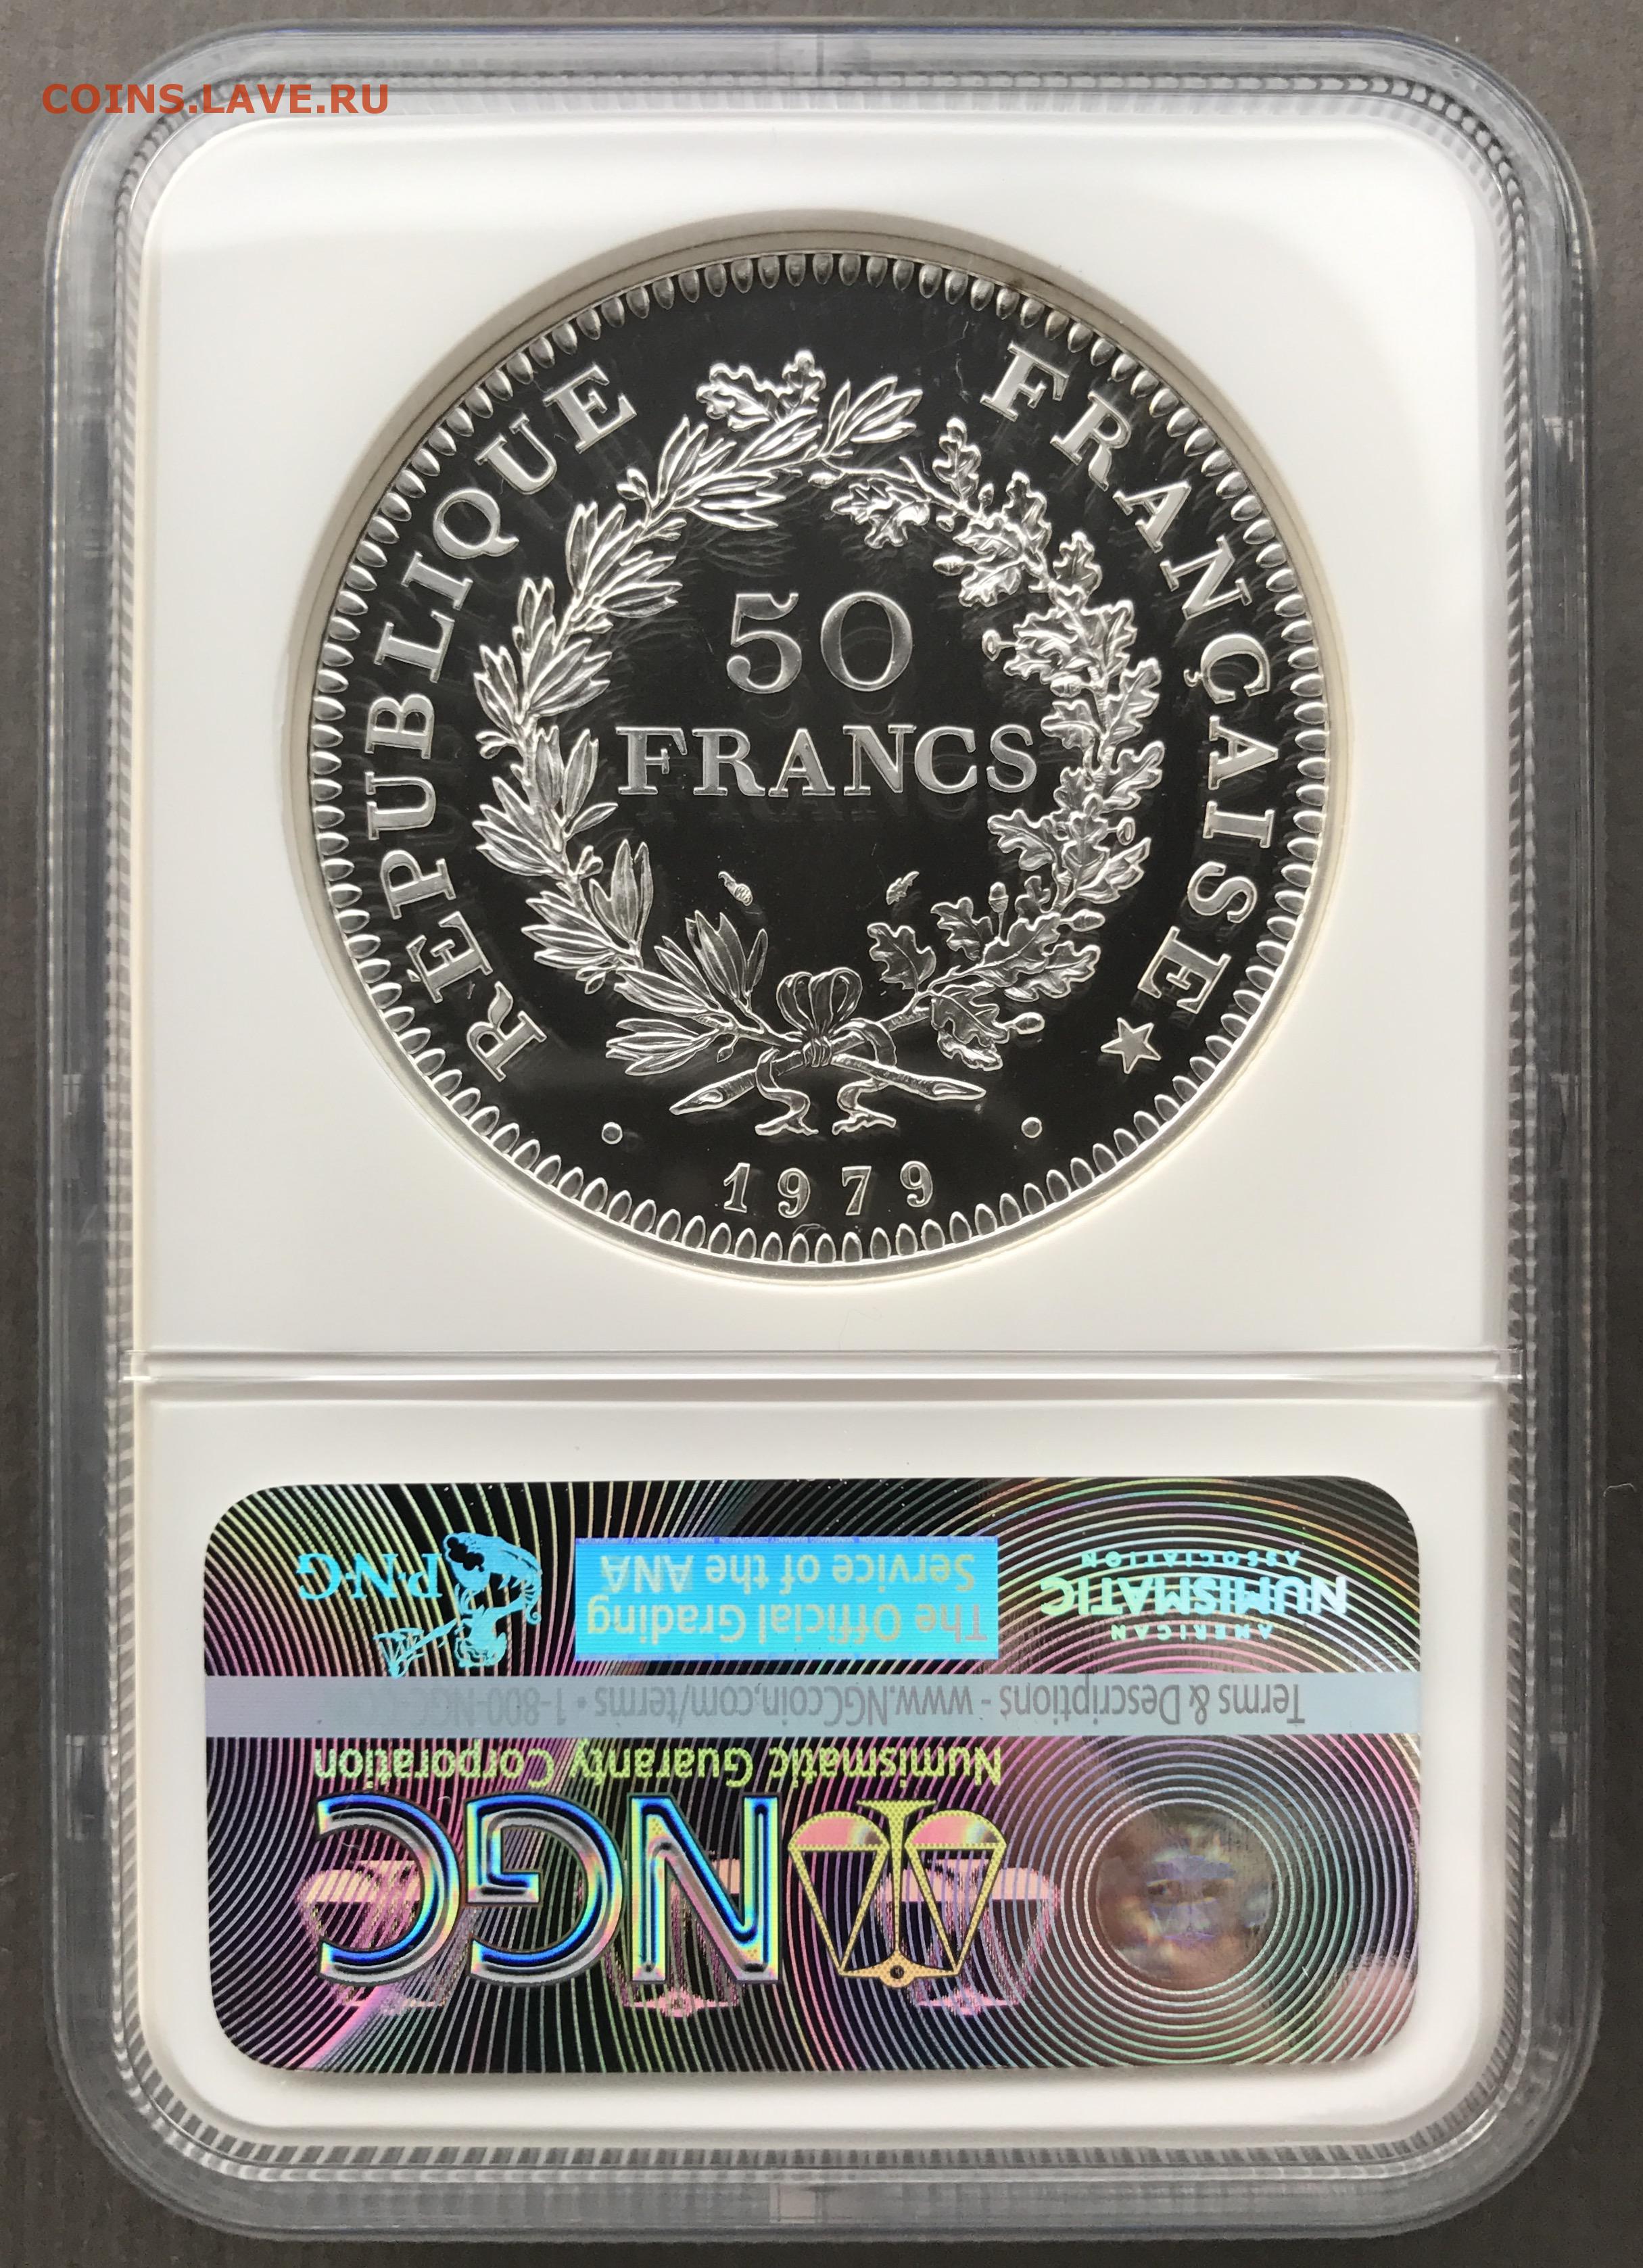 COINS.LAVE.RU
RÉPUBLIQUE FRANÇAISE
50
FRANCS
1979
NGC
Numismatic Guaranty Corporation
Terms & Descriptions - www.NGCcoin.com/terms • 1-800-NGC-
AMERICAN
NUMISMATIC
ASSOCIATION
The Official Grading
Service of the ANA
P·N·G